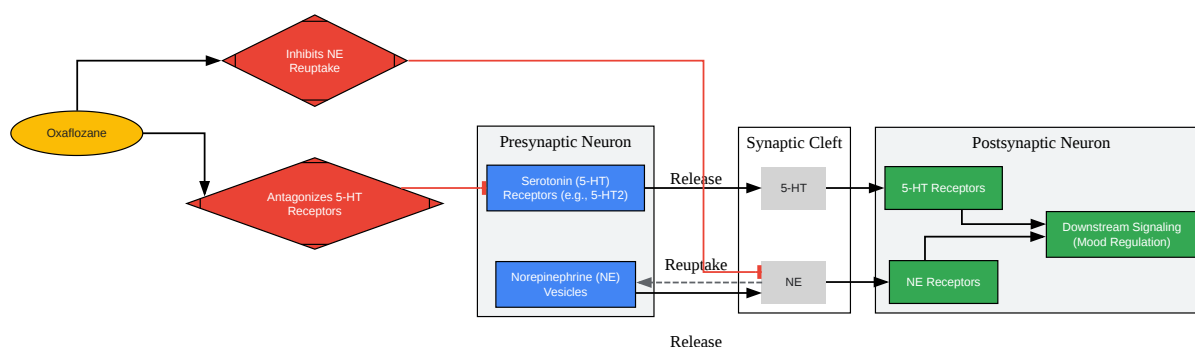 Inhibits NE
Reuptake
Oxaflozane
Antagonizes 5-HT
Receptors
Presynaptic Neuron
Serotonin (5-HT)
Receptors (e.g., 5-HT2)
Norepinephrine (NE)
Vesicles
Release
Reuptake
Release
Synaptic Cleft
5-HT
NE
Postsynaptic Neuron
5-HT Receptors
Downstream Signaling
(Mood Regulation)
NE Receptors